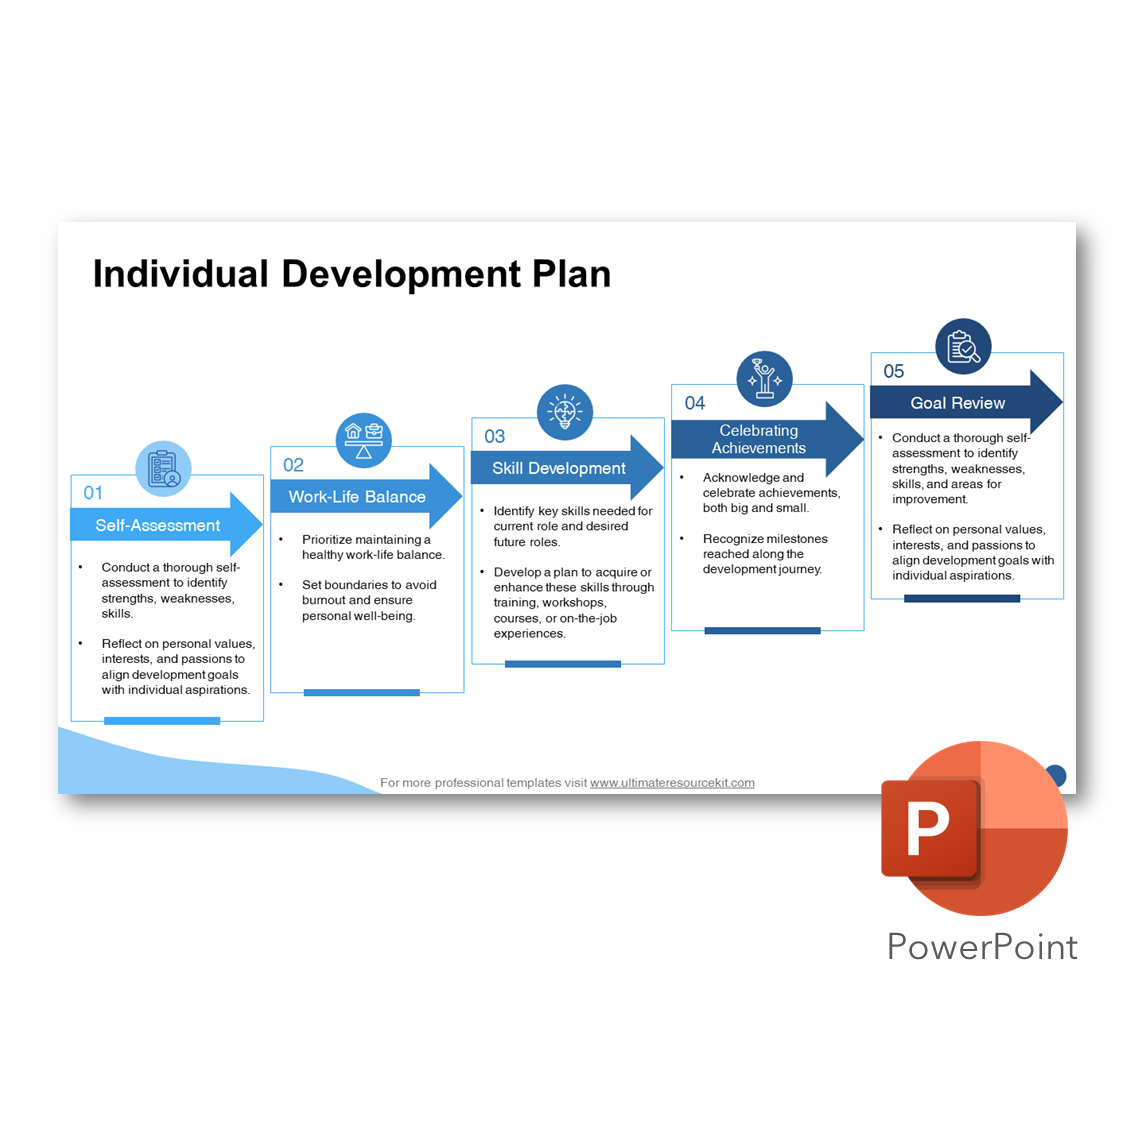 Individual Development Plan
01
Self-Assessment
• Conduct a thorough self-
assessment to identify
strengths, weaknesses,
skills.
• Reflect on personal values,
interests, and passions to
align development goals
with individual aspirations.
02
Work-Life Balance
• Prioritize maintaining a
healthy work-life balance.
• Set boundaries to avoid
burnout and ensure
personal well-being.
03
Skill Development
• Identify key skills needed for
current role and desired
future roles.
• Develop a plan to acquire or
enhance these skills through
training, workshops,
courses, or on-the-job
experiences.
04
Celebrating
Achievements
• Acknowledge and
celebrate achievements,
both big and small.
• Recognize milestones
reached along the
development journey.
05
Goal Review
• Conduct a thorough self-
assessment to identify
strengths, weaknesses,
skills, and areas for
improvement.
• Reflect on personal values,
interests, and passions to
align development goals with
individual aspirations.
For more professional templates visit www.ultimateresourcekit.com
P
PowerPoint